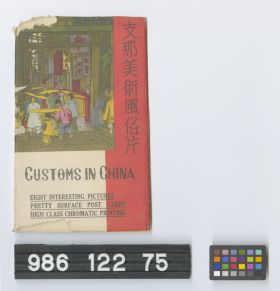 支那美術風俗片
CUSTOMS IN CHINA
EIGHT INTERESTING PICTURES
PRETTY SURFACE POST CARDS
HIGH CLASS CHROMATIC PRINTING
986 122 75